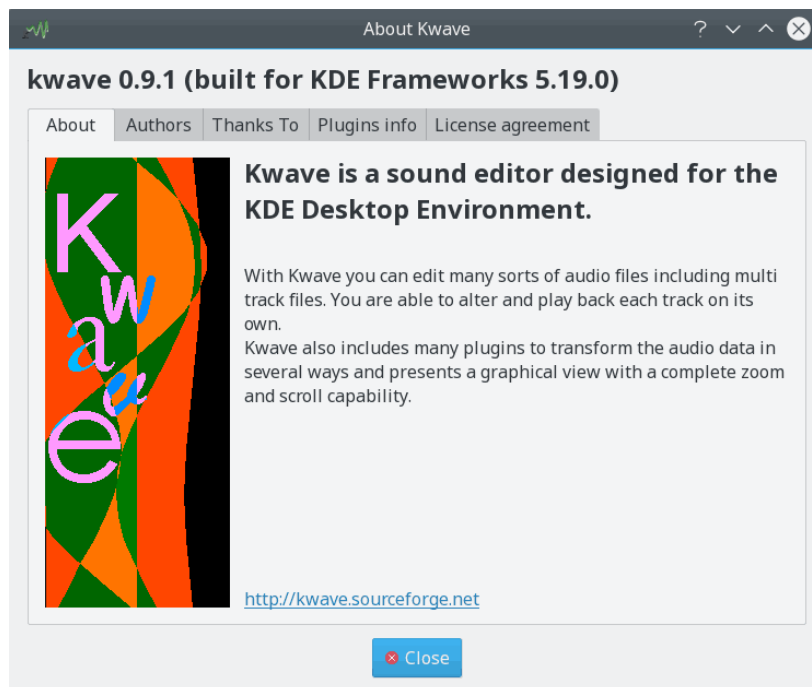 About Kwave
kwave 0.9.1 (built for KDE Frameworks 5.19.0)
About Authors Thanks To Plugins info License agreement
K
w
a
v
e
Kwave is a sound editor designed for the
KDE Desktop Environment.
With Kwave you can edit many sorts of audio files including multi
track files. You are able to alter and play back each track on its
own.
Kwave also includes many plugins to transform the audio data in
several ways and presents a graphical view with a complete zoom
and scroll capability.
http://kwave.sourceforge.net
Close